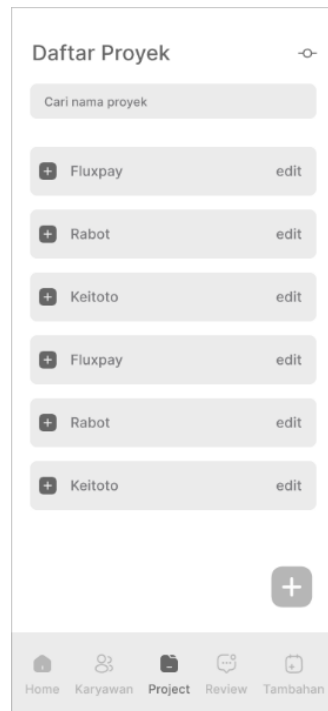 Daftar Proyek
Cari nama proyek
Fluxpay edit
Rabot edit
Keitoto edit
Fluxpay edit
Rabot edit
Keitoto edit
Home Karyawan Project Review Tambahan